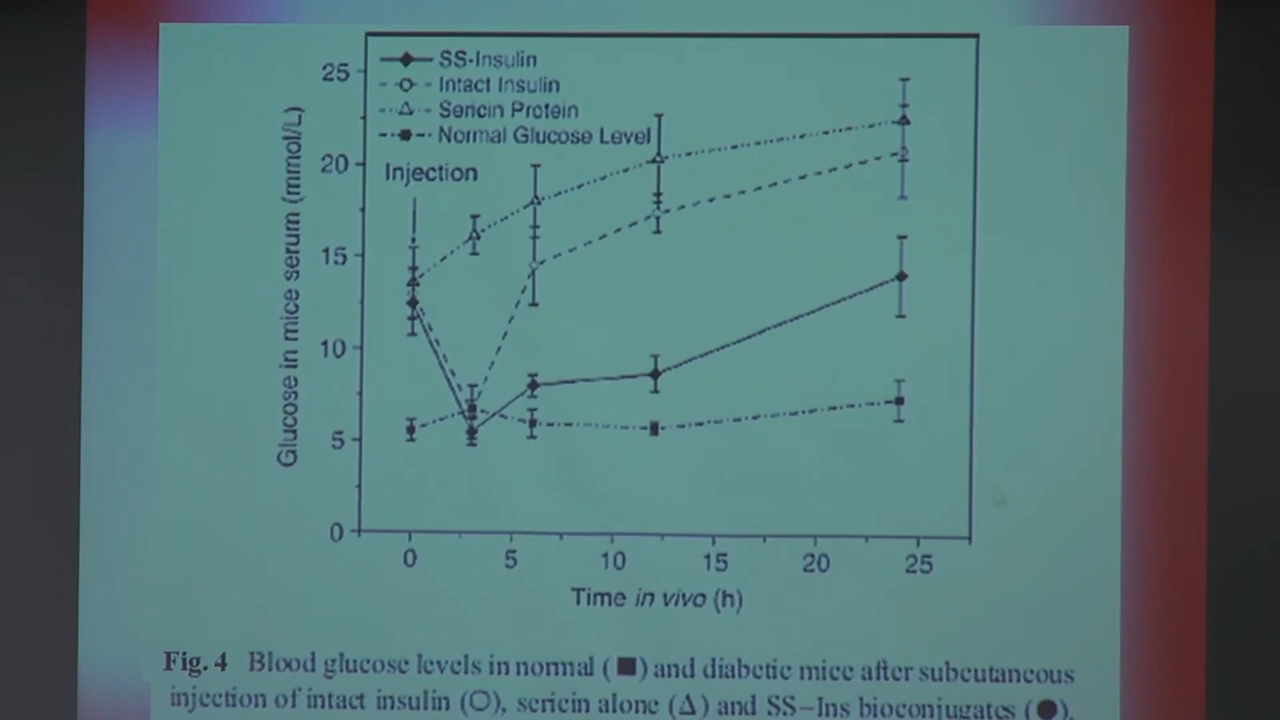 SS-Insulin
Intact Insulin
Sericin Protein
Normal Glucose Level
Injection
Glucose in mice serum (mmol/L)
25
20
15
10
5
0
0 5 10 15 20 25
Time in vivo (h)
Fig. 4 Blood glucose levels in normal (■) and diabetic mice after subcutaneous
injection of intact insulin (○), sericin alone (Δ) and SS–Ins bioconjugates (●).